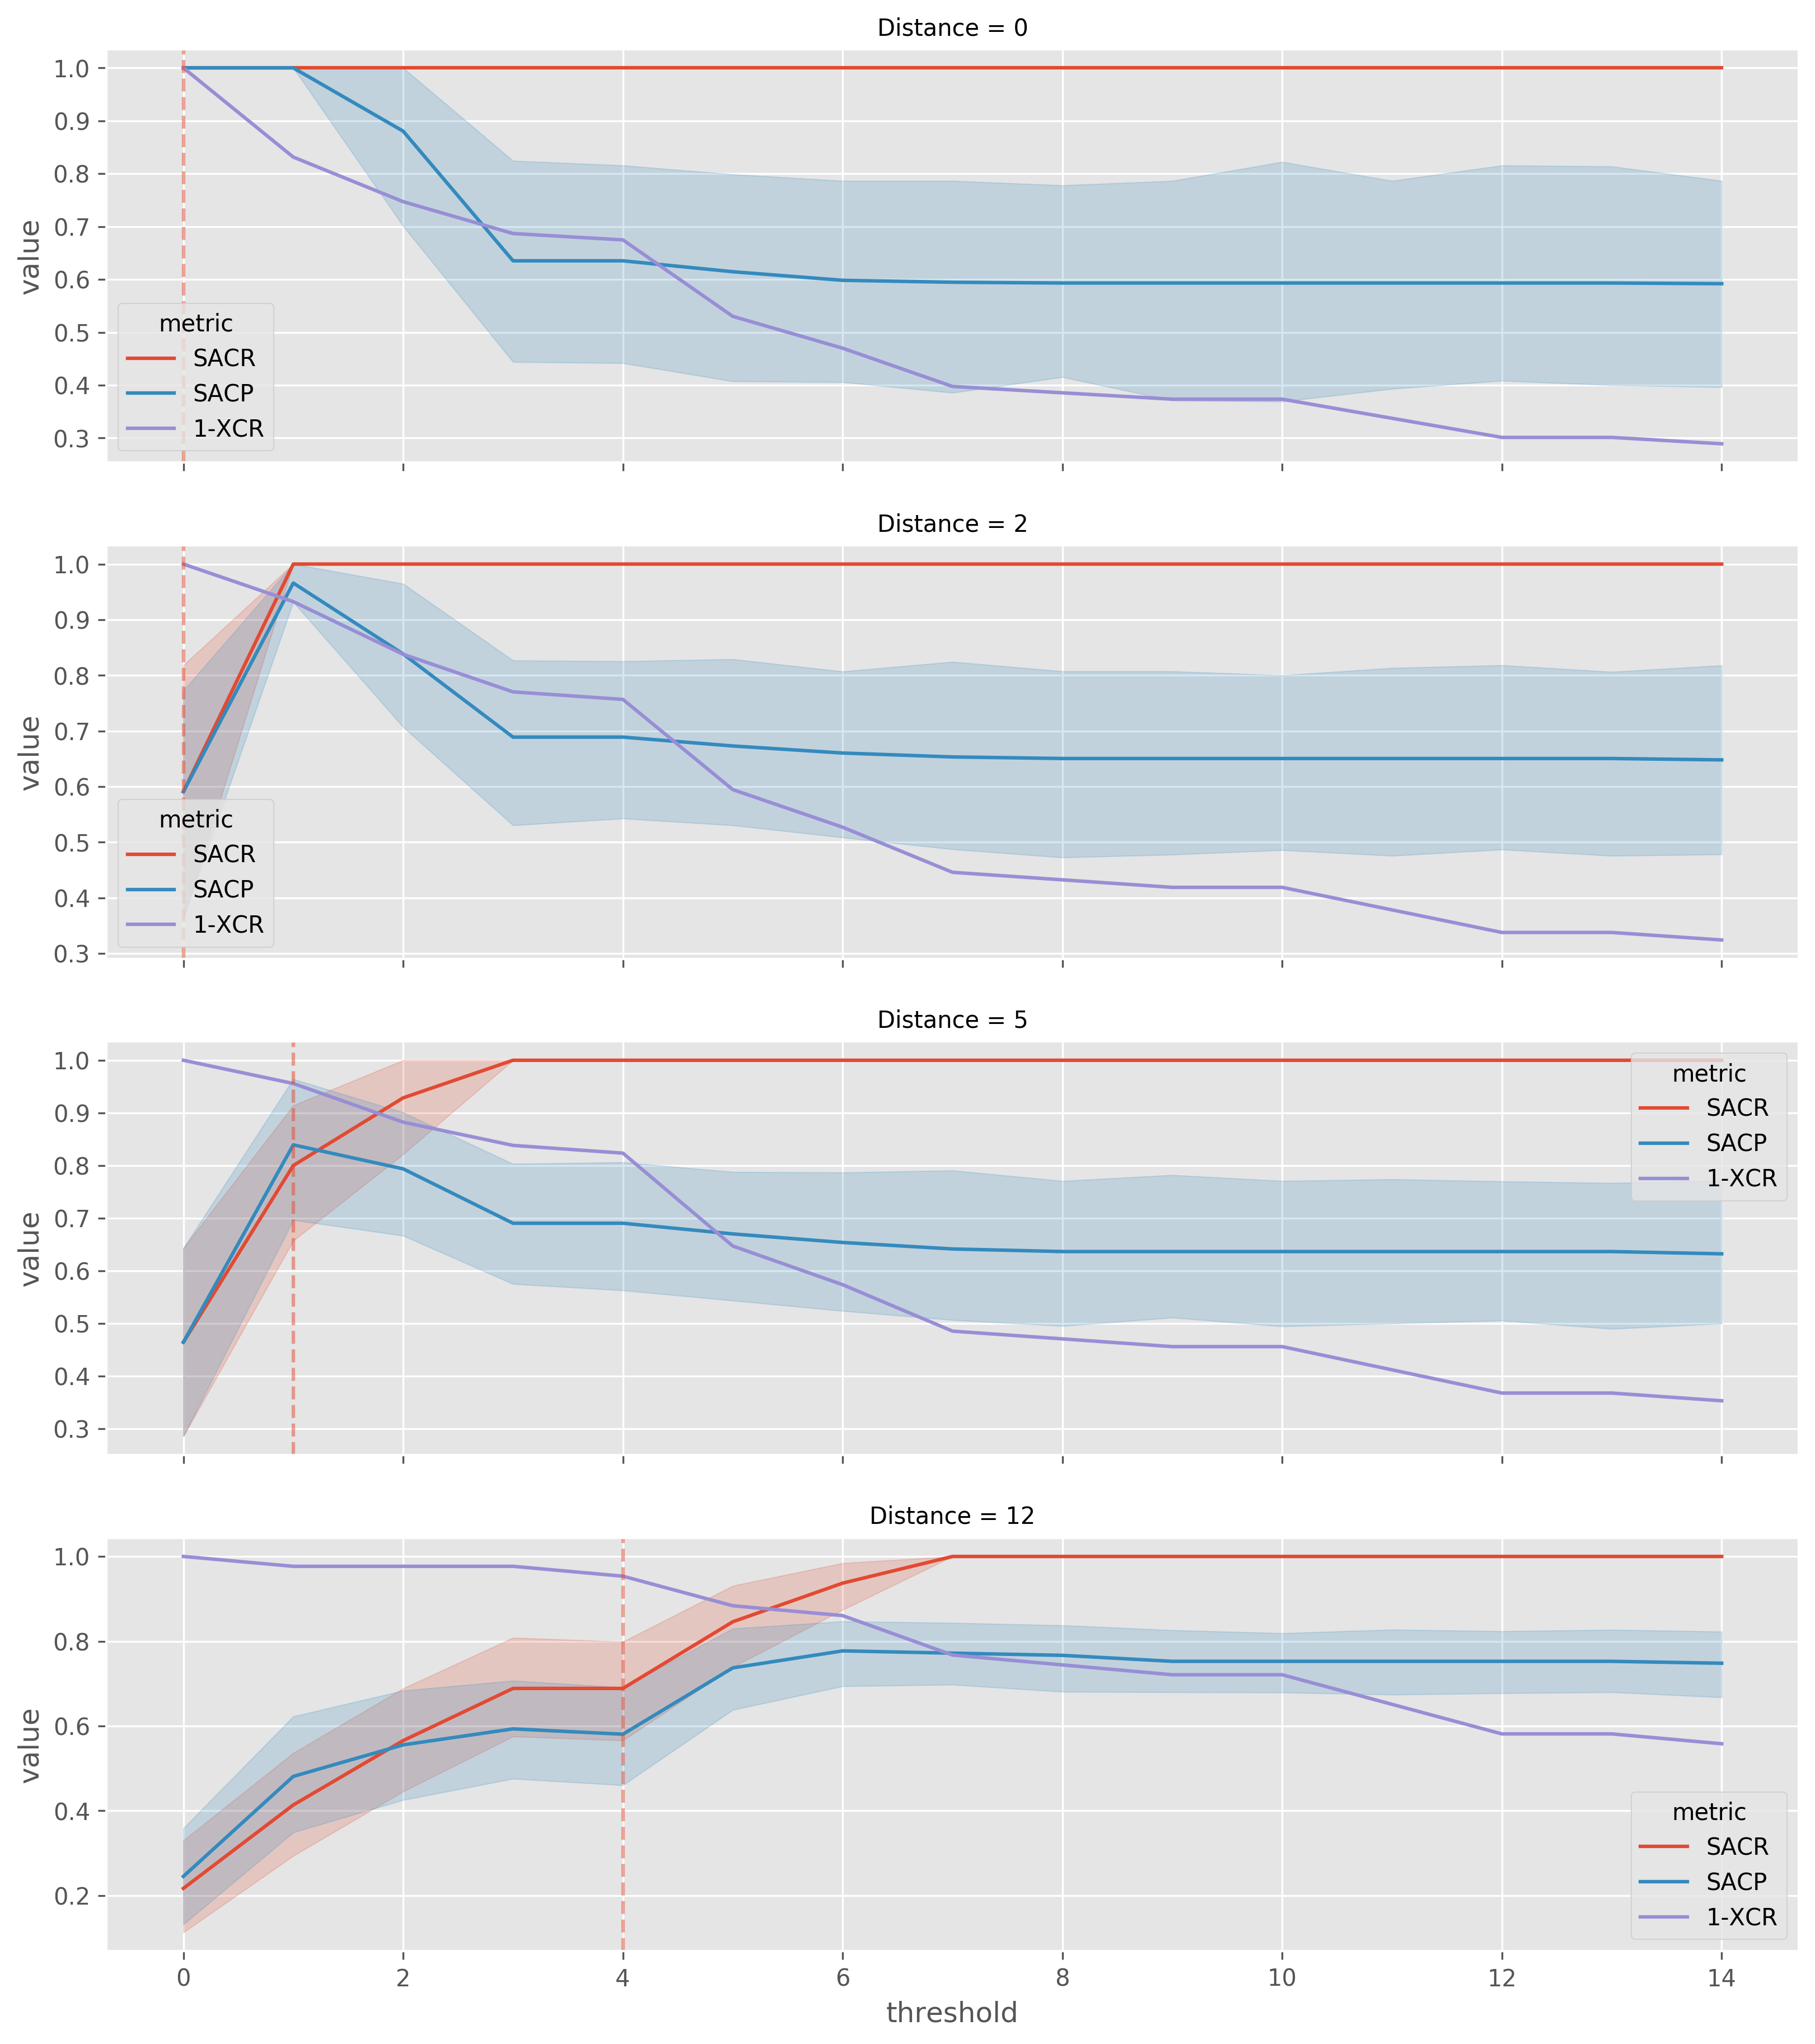 Distance = 0
1.0
0.9
0.8
0.7
0.6
0.5
0.4
0.3
value
metric
SACR
SACP
1-XCR
Distance = 2
1.0
0.9
0.8
0.7
0.6
0.5
0.4
0.3
value
metric
SACR
SACP
1-XCR
Distance = 5
1.0
0.9
0.8
0.7
0.6
0.5
0.4
0.3
value
metric
SACR
SACP
1-XCR
Distance = 12
1.0
0.8
0.6
0.4
0.2
value
metric
SACR
SACP
1-XCR
0 2 4 6 8 10 12 14
threshold